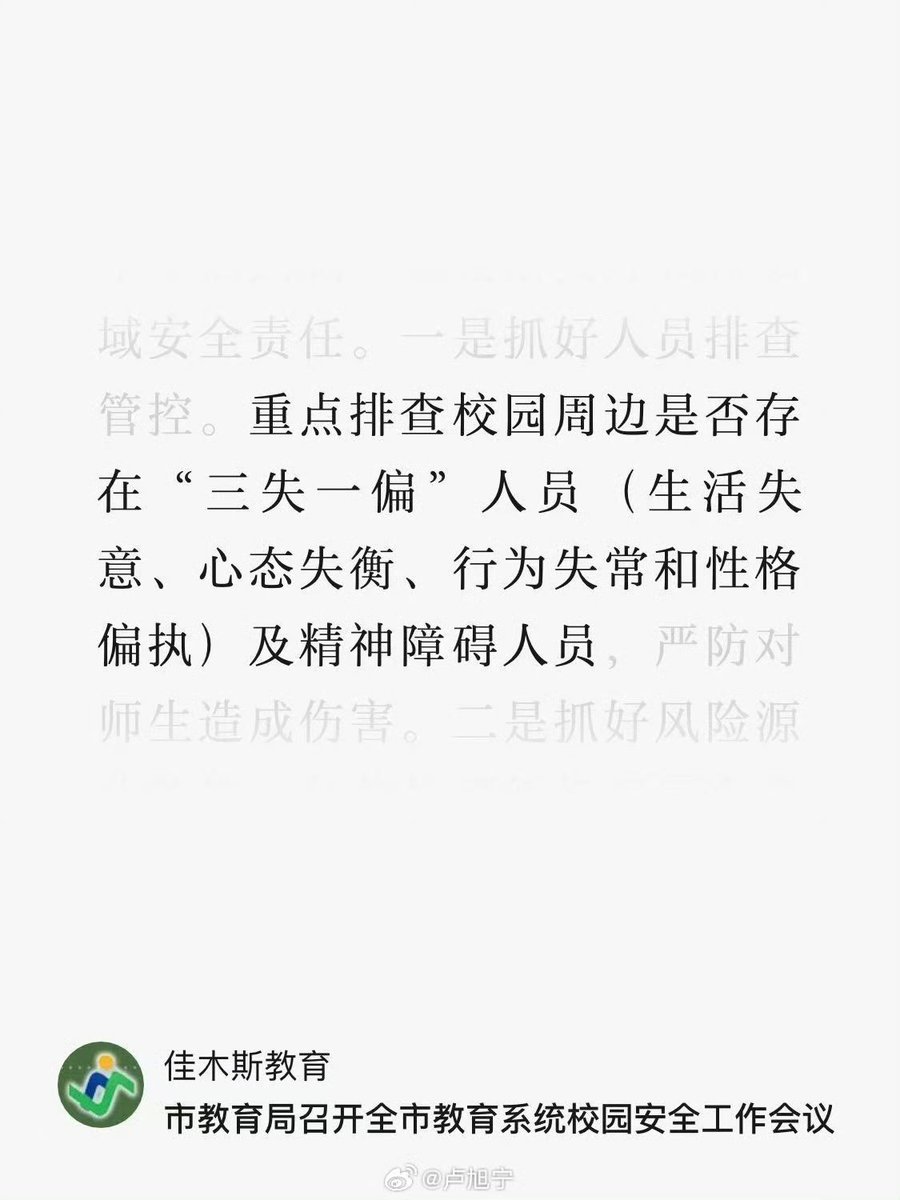 域安全责任。一是抓好人员排查
管控。重点排查校园周边是否存
在“三失一偏”人员（生活失
意、心态失衡、行为失常和性格
偏执）及精神障碍人员，严防对
师生造成伤害。二是抓好风险源
佳木斯教育
市教育局召开全市教育系统校园安全工作会议
@卢旭宁